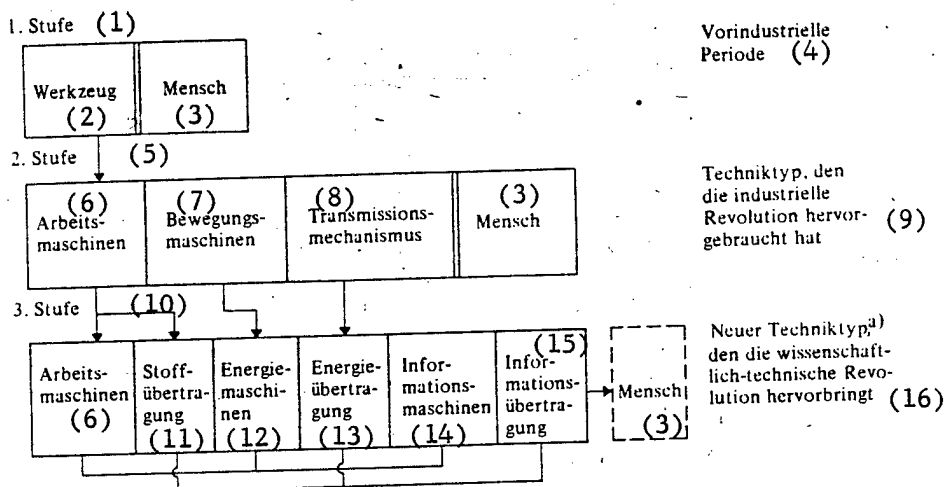 1. Stufe (1)
Vorindustrielle
Periode (4)
Werkzeug
(2)
Mensch
(3)
2. Stufe (5)
(6)
Arbeits-
maschinen
(7)
Bewegungs-
maschinen
(8)
Transmissions-
mechanismus
(3)
Mensch
Techniktyp, den
die industrielle
Revolution hervor-
gebraucht hat (9)
3. Stufe (10)
Arbeits-
maschinen
(6)
Stoff-
übertra-
gung
(11)
Energie-
maschi-
nen
(12)
Energie-
übertra-
gung
(13)
Infor-
mations-
maschinen
(14)
(15)
Infor-
mations-
übertra-
gung
Mensch
(3)
Neuer Techniktyp,a)
den die wissenschaft-
lich-technische Revo-
lution hervorbringt (16)